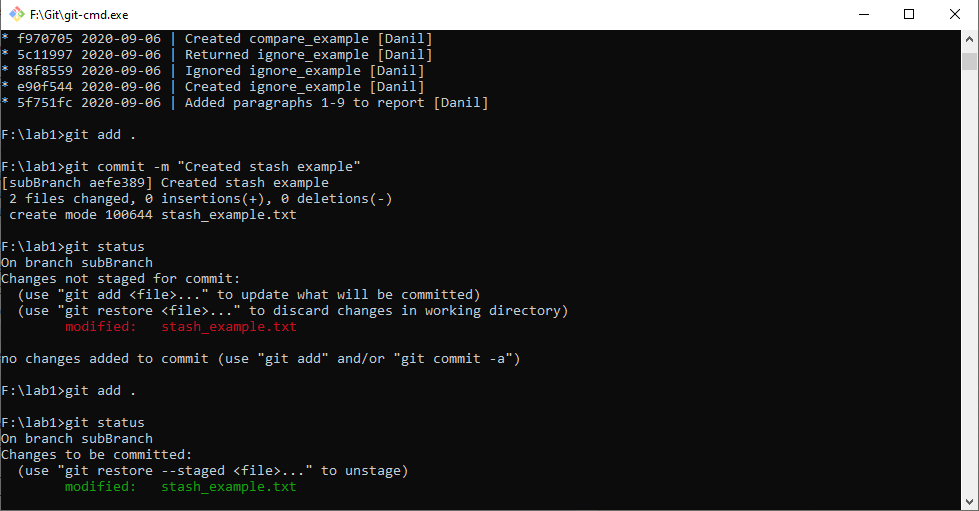 F:\Git\git-cmd.exe
* f970705 2020-09-06 | Created compare_example [Danil]
* 5c11997 2020-09-06 | Returned ignore_example [Danil]
* 88f8559 2020-09-06 | Ignored ignore_example [Danil]
* e90f544 2020-09-06 | Created ignore_example [Danil]
* 5f751fc 2020-09-06 | Added paragraphs 1-9 to report [Danil]
F:\lab1>git add .
F:\lab1>git commit -m "Created stash example"
[subBranch aefe389] Created stash example
 2 files changed, 0 insertions(+), 0 deletions(-)
 create mode 100644 stash_example.txt
F:\lab1>git status
On branch subBranch
Changes not staged for commit:
  (use "git add <file>..." to update what will be committed)
  (use "git restore <file>..." to discard changes in working directory)
        modified:   stash_example.txt
no changes added to commit (use "git add" and/or "git commit -a")
F:\lab1>git add .
F:\lab1>git status
On branch subBranch
Changes to be committed:
  (use "git restore --staged <file>..." to unstage)
        modified:   stash_example.txt